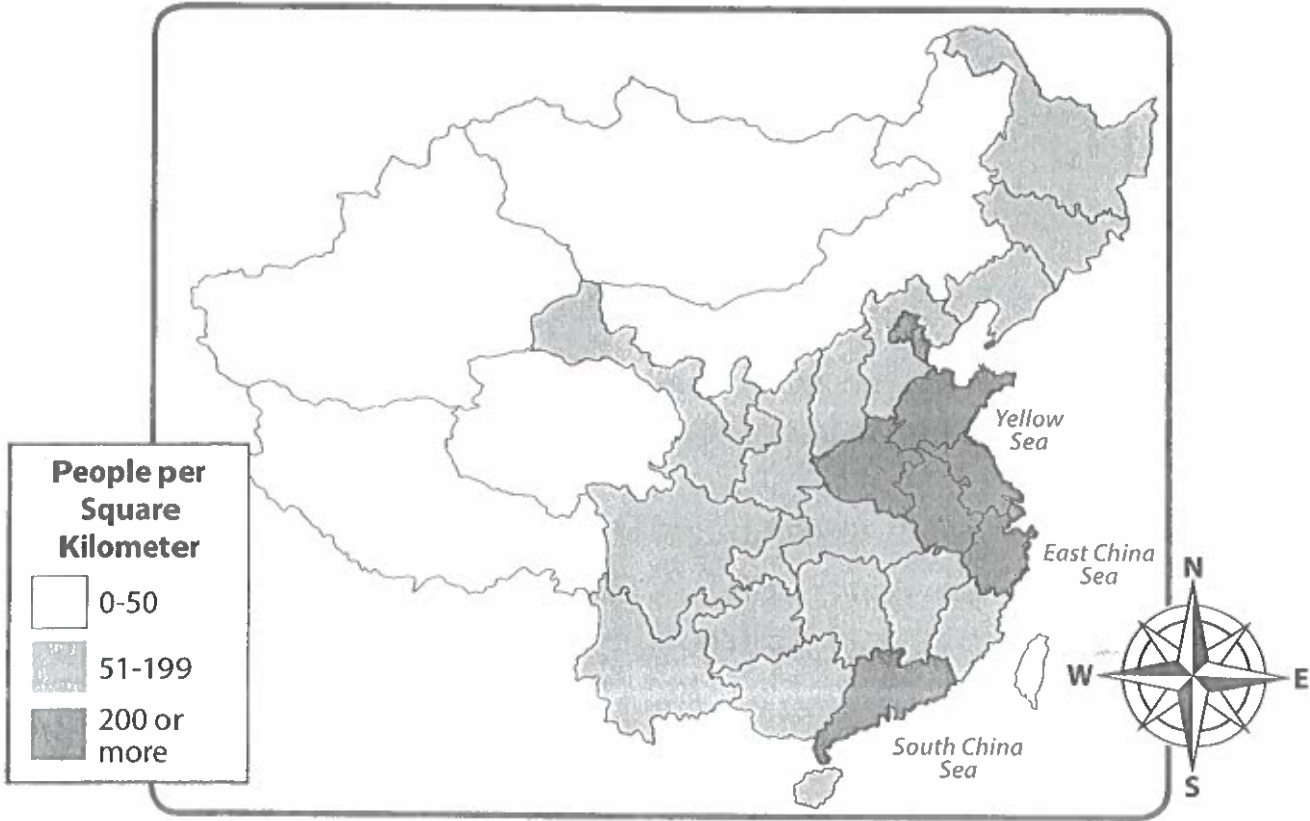 People per
Square
Kilometer
0-50
51-199
200 or
more
Yellow
Sea
East China
Sea
South China
Sea
N
W
E
S